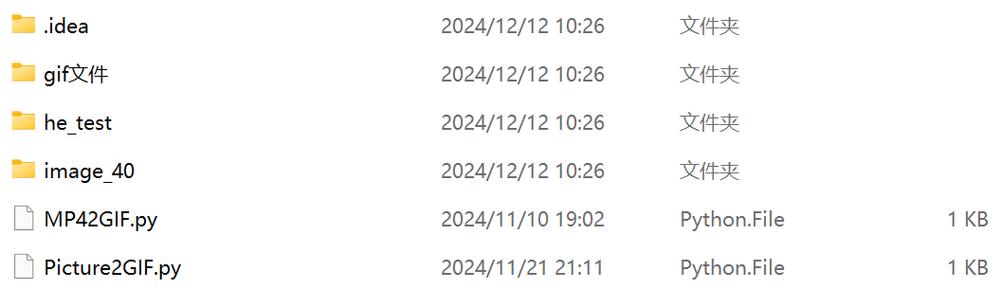 .idea 2024/12/12 10:26 文件夹
gif文件 2024/12/12 10:26 文件夹
he_test 2024/12/12 10:26 文件夹
image_40 2024/12/12 10:26 文件夹
MP42GIF.py 2024/11/10 19:02 Python.File 1 KB
Picture2GIF.py 2024/11/21 21:11 Python.File 1 KB